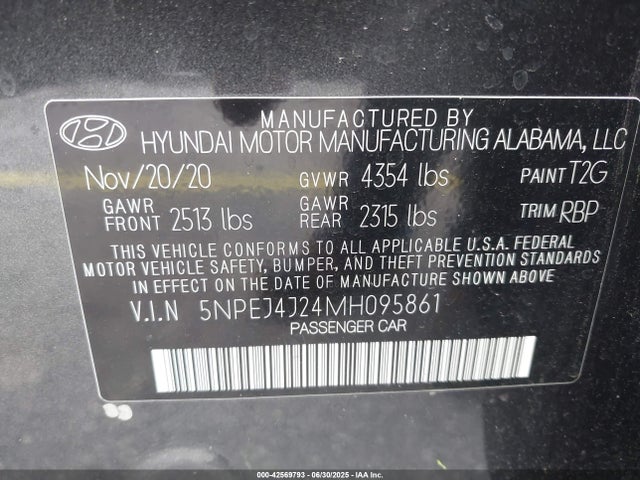 MANUFACTURED BY
HYUNDAI MOTOR MANUFACTURING ALABAMA, LLC
Nov/20/20 GVWR 4354 lbs PAINT T2G
GAWR FRONT 2513 lbs GAWR REAR 2315 lbs TRIM RBP
THIS VEHICLE CONFORMS TO ALL APPLICABLE U.S.A. FEDERAL
MOTOR VEHICLE SAFETY, BUMPER, AND THEFT PREVENTION STANDARDS
IN EFFECT ON THE DATE OF MANUFACTURE SHOWN ABOVE.
V.I.N 5NPEJ4J24MH095861
PASSENGER CAR
000-42569793 - 06/30/2025 - IAA Inc.